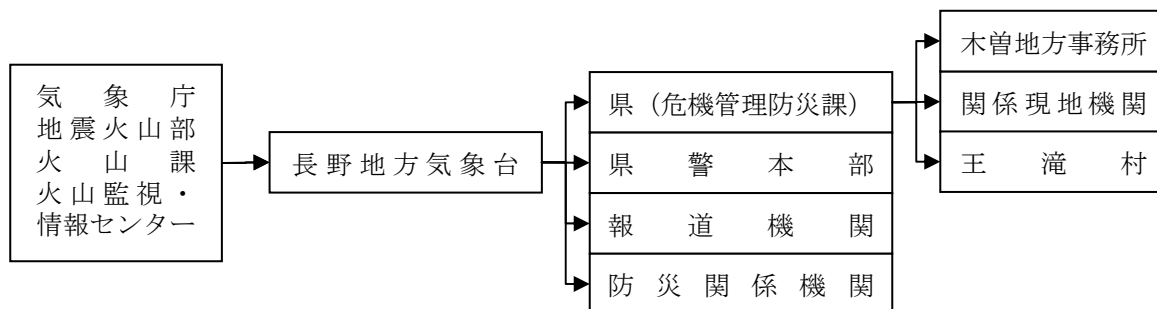 気象庁
地震火山部
火山課
火山監視・
情報センター
長野地方気象台
県（危機管理防災課）
県警本部
報道機関
防災関係機関
木曽地方事務所
関係現地機関
王滝村